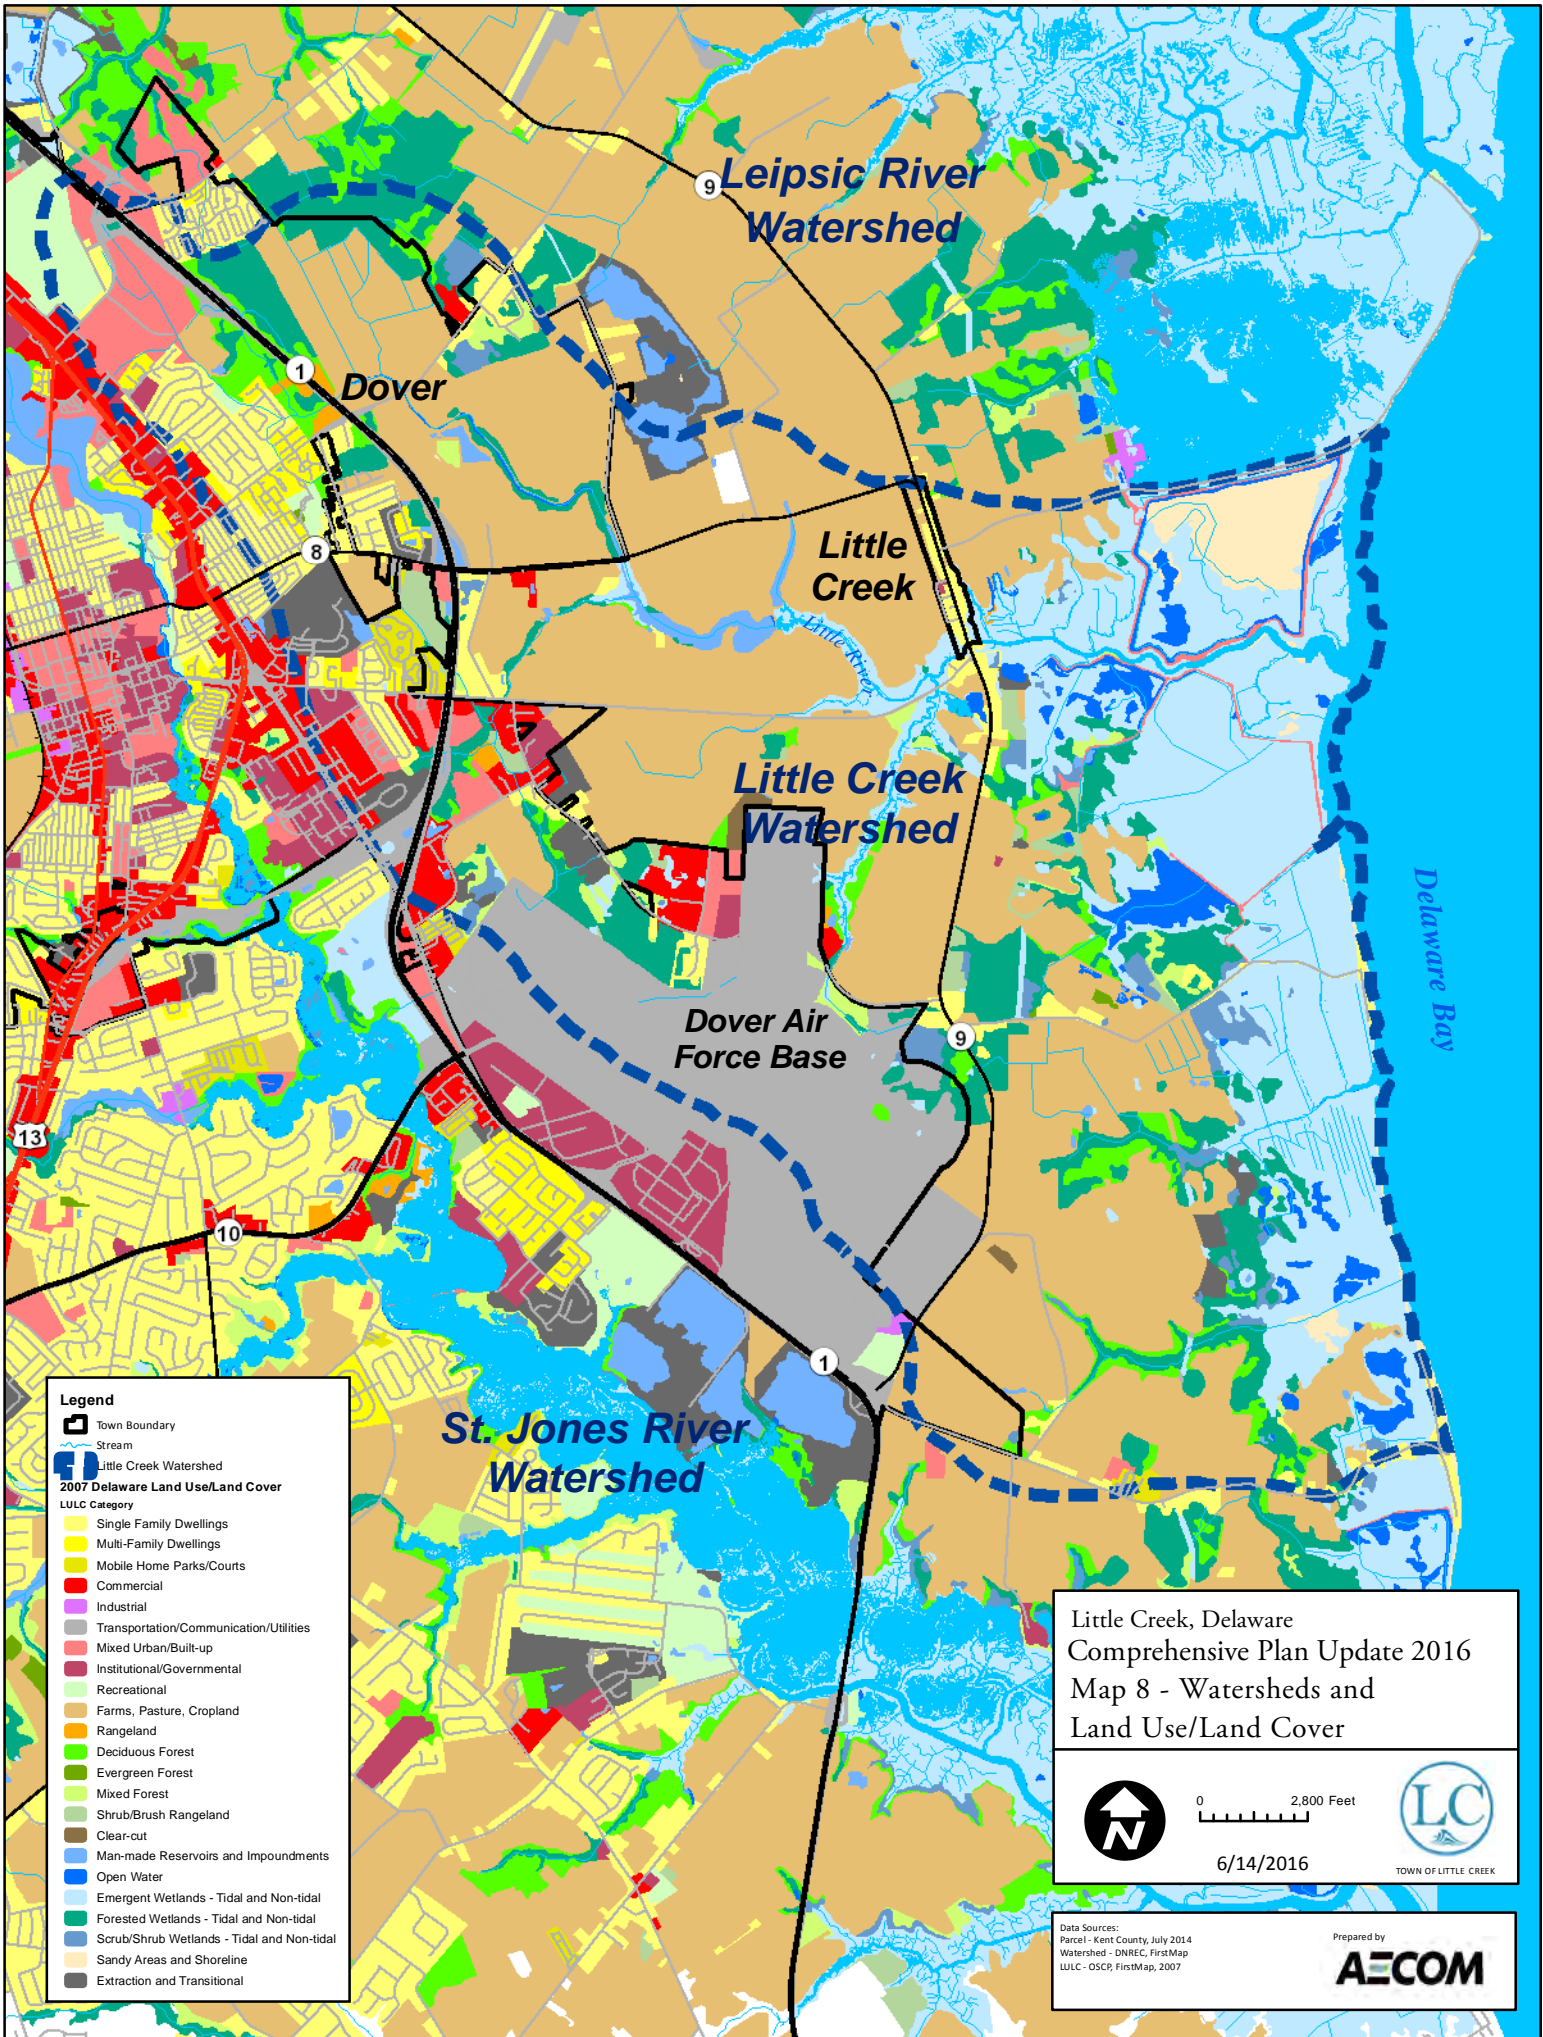 Leipsic River
Watershed
9
1
Dover
8
Little
Creek
Little River
Little Creek
Watershed
Delaware Bay
Dover Air
Force Base
9
13
10
1
St. Jones River
Watershed
Legend
Town Boundary
Stream
Little Creek Watershed
2007 Delaware Land Use/Land Cover
LULC Category
Single Family Dwellings
Multi-Family Dwellings
Mobile Home Parks/Courts
Commercial
Industrial
Transportation/Communication/Utilities
Mixed Urban/Built-up
Institutional/Governmental
Recreational
Farms, Pasture, Cropland
Rangeland
Deciduous Forest
Evergreen Forest
Mixed Forest
Shrub/Brush Rangeland
Clear-cut
Man-made Reservoirs and Impoundments
Open Water
Emergent Wetlands - Tidal and Non-tidal
Forested Wetlands - Tidal and Non-tidal
Scrub/Shrub Wetlands - Tidal and Non-tidal
Sandy Areas and Shoreline
Extraction and Transitional
Little Creek, Delaware
Comprehensive Plan Update 2016
Map 8 - Watersheds and
Land Use/Land Cover
N
0 2,800 Feet
6/14/2016
LC
TOWN OF LITTLE CREEK
Data Sources:
Parcel - Kent County, July 2014
Watershed - DNREC, FirstMap
LULC - OSCP, FirstMap, 2007
Prepared by
AECOM